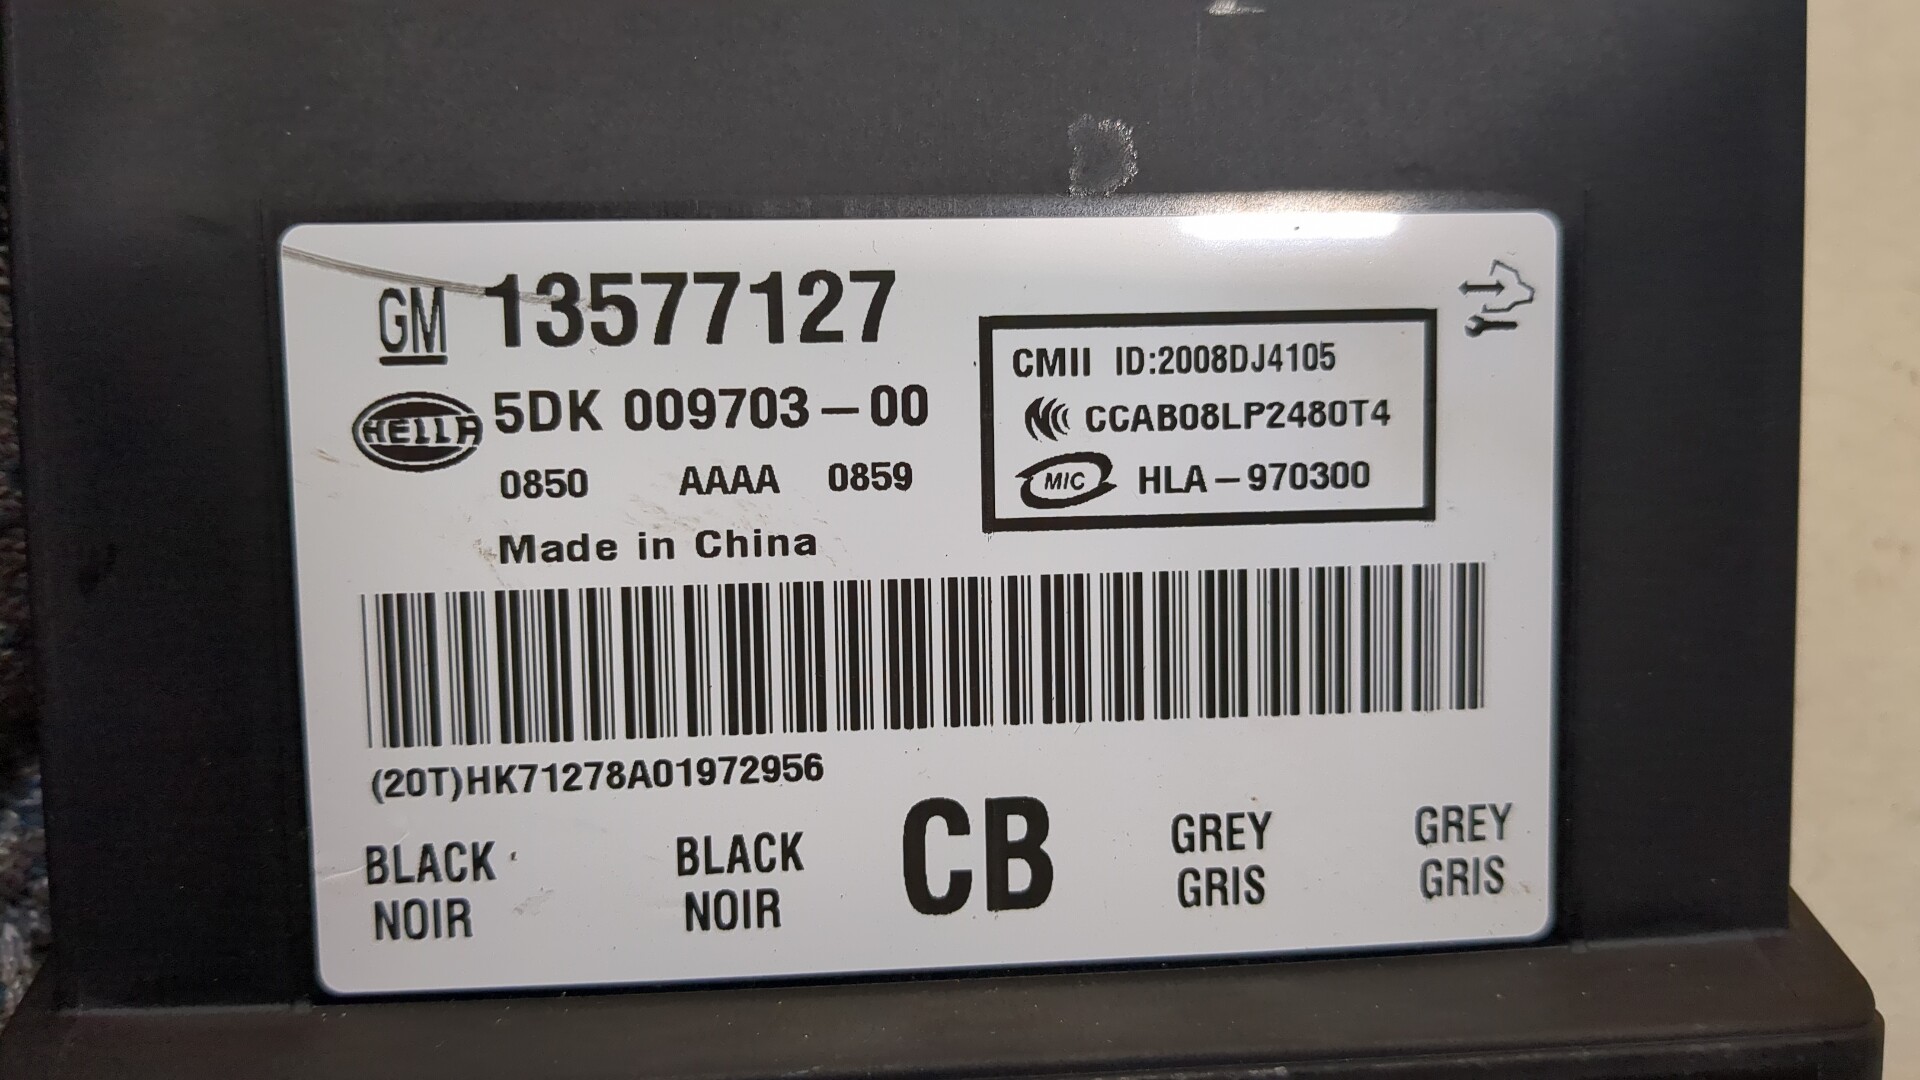 GM 13577127
HELLA 5DK 009703-00
0850 AAAA 0859
Made in China
CMII ID:2008DJ4105
CCAB08LP2480T4
MIC HLA-970300
(20T)HK71278A01972956
BLACK NOIR
BLACK NOIR
CB
GREY GRIS
GREY GRIS